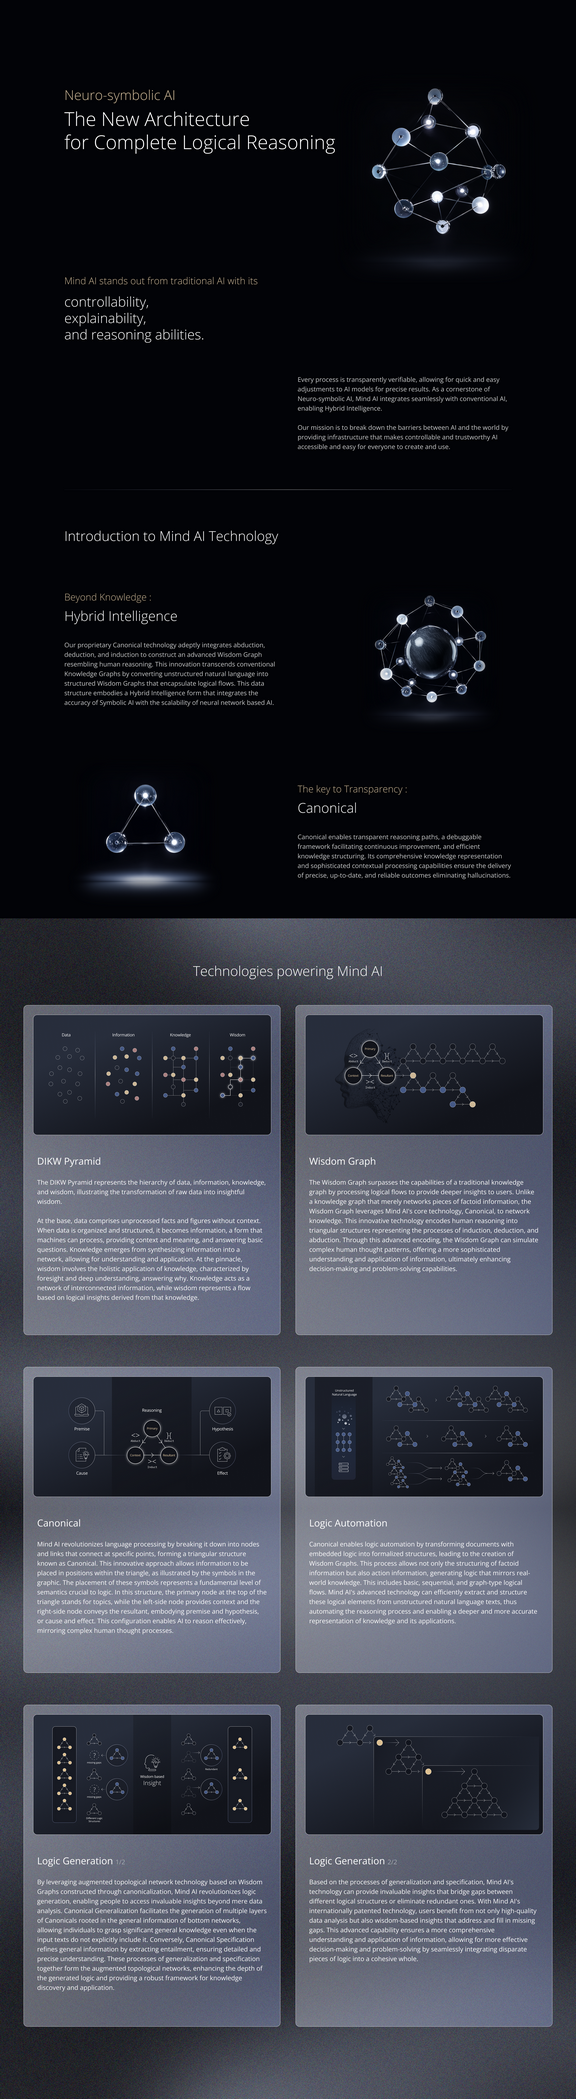 Neuro-symbolic AI
The New Architecture
for Complete Logical Reasoning
Mind AI stands out from traditional AI with its
controllability,
explainability,
and reasoning abilities.
Every process is transparently verifiable, allowing for quick and easy
adjustments to AI models for precise results. As a cornerstone of
Neuro-symbolic AI, Mind AI integrates seamlessly with conventional AI,
enabling Hybrid Intelligence.
Our mission is to break down the barriers between AI and the world by
providing infrastructure that makes controllable and trustworthy AI
accessible and easy for everyone to create and use.
Introduction to Mind AI Technology
Beyond Knowledge :
Hybrid Intelligence
Our proprietary Canonical technology adeptly integrates abduction,
deduction, and induction to construct an advanced Wisdom Graph
resembling human reasoning. This innovation transcends conventional
Knowledge Graphs by converting unstructured natural language into
structured Wisdom Graphs that encapsulate logical flows. This data
structure embodies a Hybrid Intelligence form that integrates the
accuracy of Symbolic AI with the scalability of neural network based AI.
The key to Transparency :
Canonical
Canonical enables transparent reasoning paths, a debuggable
framework facilitating continuous improvement, and efficient
knowledge structuring. Its comprehensive knowledge representation
and sophisticated contextual processing capabilities ensure the delivery
of precise, up-to-date, and reliable outcomes eliminating hallucinations.
Technologies powering Mind AI
Data Information Knowledge Wisdom
DIKW Pyramid
The DIKW Pyramid represents the hierarchy of data, information, knowledge,
and wisdom, illustrating the transformation of raw data into insightful
wisdom.
At the base, data comprises unprocessed facts and figures without context.
When data is organized and structured, it becomes information, a form that
machines can process, providing context and meaning, and answering basic
questions. Knowledge emerges from synthesizing information into a
network, allowing for understanding and application. At the pinnacle,
wisdom involves the holistic application of knowledge, characterized by
foresight and deep understanding, answering why. Knowledge acts as a
network of interconnected information, while wisdom represents a flow
based on logical insights derived from that knowledge.
Primary
Context Resultant
Wisdom Graph
The Wisdom Graph surpasses the capabilities of a traditional knowledge
graph by processing logical flows to provide deeper insights to users. Unlike
a knowledge graph that merely networks pieces of factoid information, the
Wisdom Graph leverages Mind AI's core technology, Canonical, to network
knowledge. This innovative technology encodes human reasoning into
triangular structures representing the processes of induction, deduction, and
abduction. Through this advanced encoding, the Wisdom Graph can simulate
complex human thought patterns, offering a more sophisticated
understanding and application of information, ultimately enhancing
decision-making and problem-solving capabilities.
Reasoning
Premise
Cause
Primary
Context Resultant
Hypothesis
Effect
Canonical
Mind AI revolutionizes language processing by breaking it down into nodes
and links that connect at specific points, forming a triangular structure
known as Canonical. This innovative approach allows information to be
placed in positions within the triangle, as illustrated by the symbols in the
graphic. The placement of these symbols represents a fundamental level of
semantics crucial to logic. In this structure, the primary node at the top of the
triangle stands for topics, while the left-side node provides context and the
right-side node conveys the resultant, embodying premise and hypothesis,
or cause and effect. This configuration enables AI to reason effectively,
mirroring complex human thought processes.
Unstructured
Natural Language
Logic Automation
Canonical enables logic automation by transforming documents with
embedded logic into formalized structures, leading to the creation of
Wisdom Graphs. This process allows not only the structuring of factoid
information but also action information, generating logic that mirrors real-
world knowledge. This includes basic, sequential, and graph-type logical
flows. Mind AI's advanced technology can efficiently extract and structure
these logical elements from unstructured natural language texts, thus
automating the reasoning process and enabling a deeper and more accurate
representation of knowledge and its applications.
Wisdom-based
Insight
Logic Generation 1/2
By leveraging augmented topological network technology based on Wisdom
Graphs constructed through canonicalization, Mind AI revolutionizes logic
generation, enabling people to access invaluable insights beyond mere data
analysis. Canonical Generalization facilitates the generation of multiple layers
of Canonicals rooted in the general information of bottom networks,
allowing individuals to grasp significant general knowledge even when the
input texts do not explicitly include it. Conversely, Canonical Specification
refines general information by extracting entailment, ensuring detailed and
precise understanding. These processes of generalization and specification
together form the augmented topological networks, enhancing the depth of
the generated logic and providing a robust framework for knowledge
discovery and application.
Logic Generation 2/2
Based on the processes of generalization and specification, Mind AI's
technology can provide invaluable insights that bridge gaps between
different logical structures or eliminate redundant ones. With Mind AI's
internationally patented technology, users benefit from not only high-quality
data analysis but also wisdom-based insights that address and fill in missing
gaps. This advanced capability ensures a more comprehensive
understanding and application of information, allowing for more effective
decision-making and problem-solving by seamlessly integrating disparate
pieces of logic into a cohesive whole.